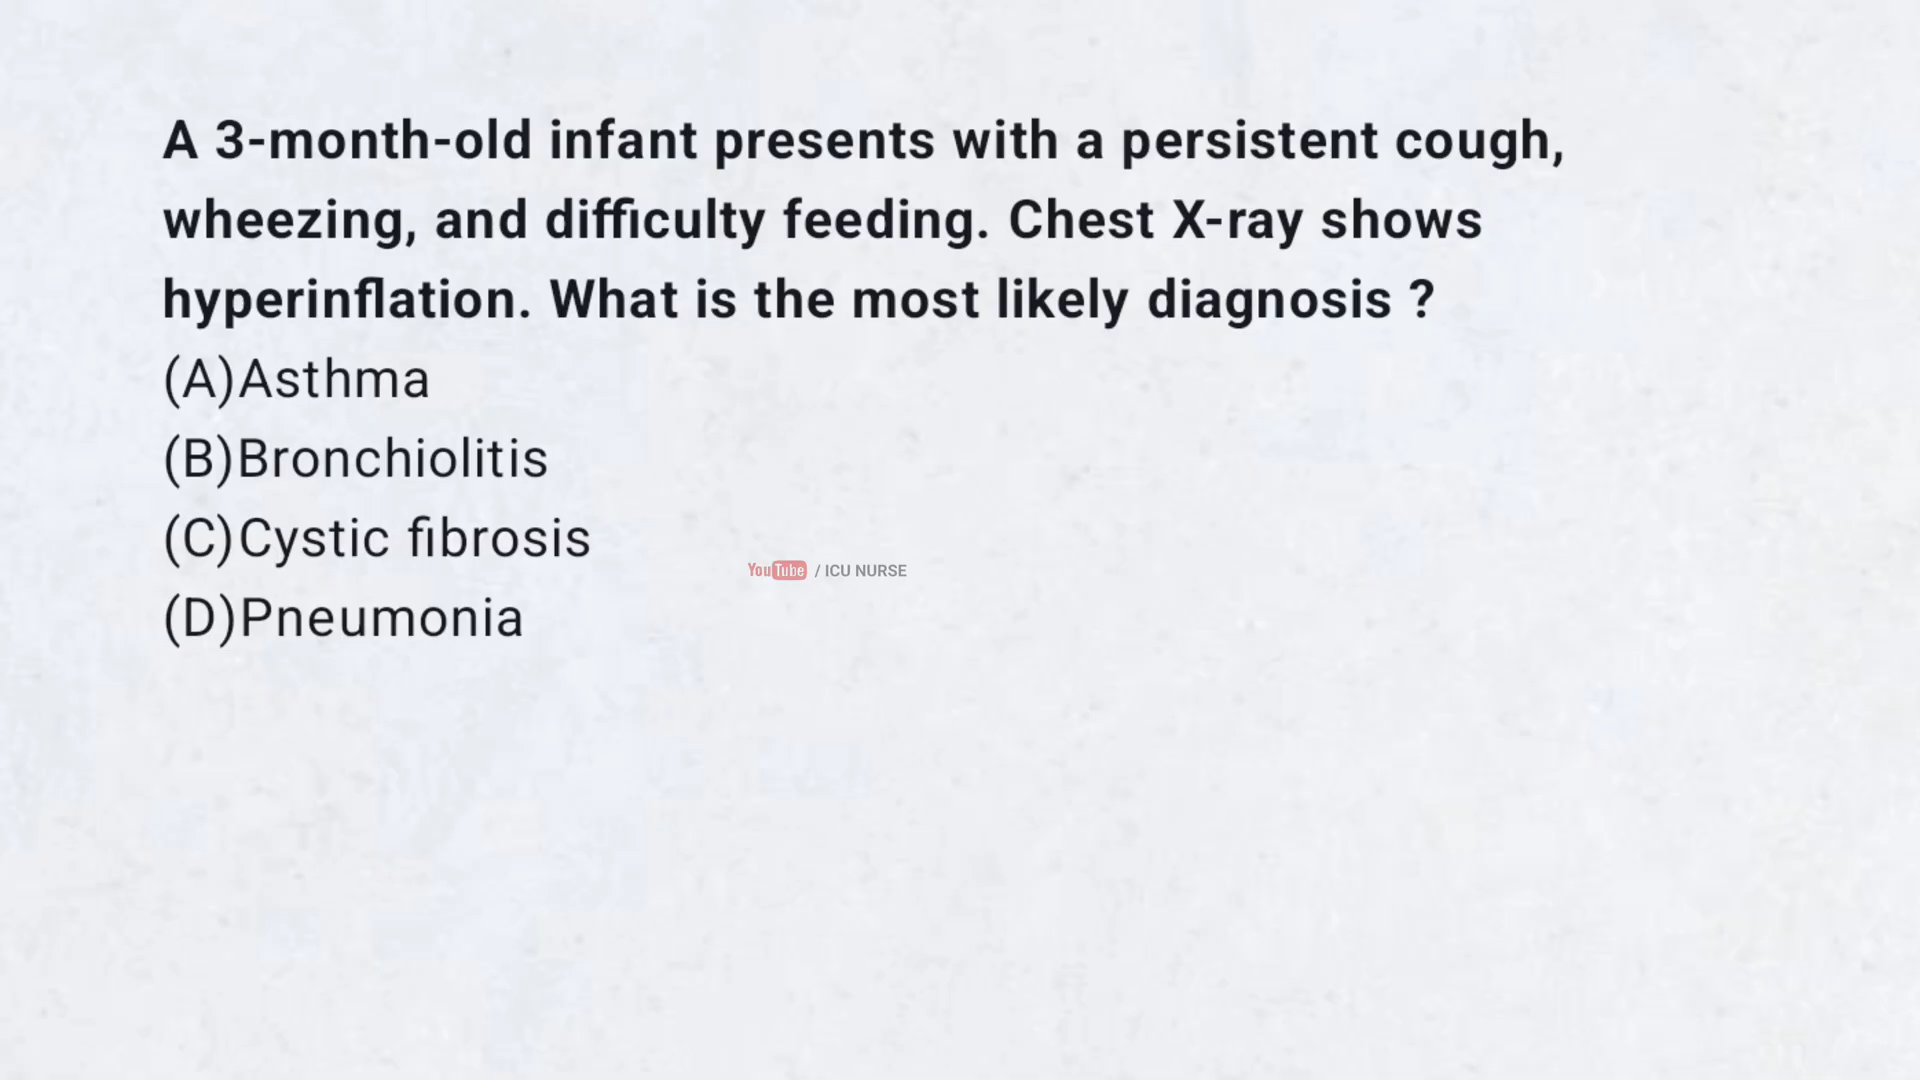 A 3-month-old infant presents with a persistent cough,
wheezing, and difficulty feeding. Chest X-ray shows
hyperinflation. What is the most likely diagnosis ?
(A)Asthma
(B)Bronchiolitis
(C)Cystic fibrosis
(D)Pneumonia
YouTube / ICU NURSE